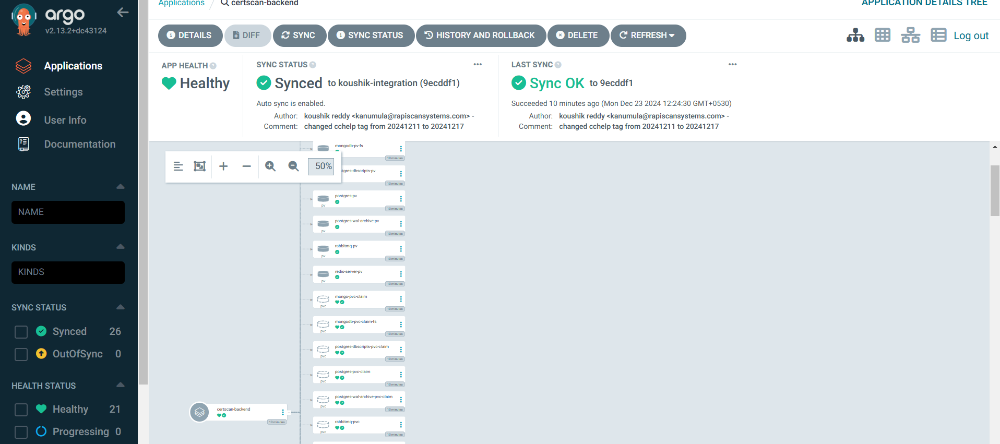 argo
v2.13.2+dc43124
Applications
Settings
User Info
Documentation
NAME
NAME
KINDS
KINDS
SYNC STATUS
Synced 26
OutOfSync 0
HEALTH STATUS
Healthy 21
Progressing 0
Applications / certscan-backend
APPLICATION DETAILS TREE
DETAILS DIFF SYNC SYNC STATUS HISTORY AND ROLLBACK DELETE REFRESH
Log out
APP HEALTH
Healthy
SYNC STATUS
Synced to koushik-integration (9ecddf1)
Auto sync is enabled.
Author: koushik reddy <kanumula@rapiscansystems.com> -
Comment: changed cchelp tag from 20241211 to 20241217
LAST SYNC
Sync OK to 9ecddf1
Succeeded 10 minutes ago (Mon Dec 23 2024 12:24:30 GMT+0530)
Author: koushik reddy <kanumula@rapiscansystems.com> -
Comment: changed cchelp tag from 20241211 to 20241217
50%
mongodb-pv-fs
10 minutes
tgres-dbscripts-pv
10 minutes
postgres-pv
pv
10 minutes
postgres-wal-archive-pv
pv
10 minutes
rabbitmq-pv
pv
10 minutes
redis-server-pv
pv
10 minutes
mongo-pvc-claim
pvc
10 minutes
mongodb-pvc-claim-fs
pvc
10 minutes
postgres-dbscripts-pvc-claim
pvc
10 minutes
postgres-pvc-claim
pvc
10 minutes
postgres-wal-archive-pvc-claim
pvc
10 minutes
certscan-backend
10 minutes
rabbitmq-pvc
pvc
10 minutes